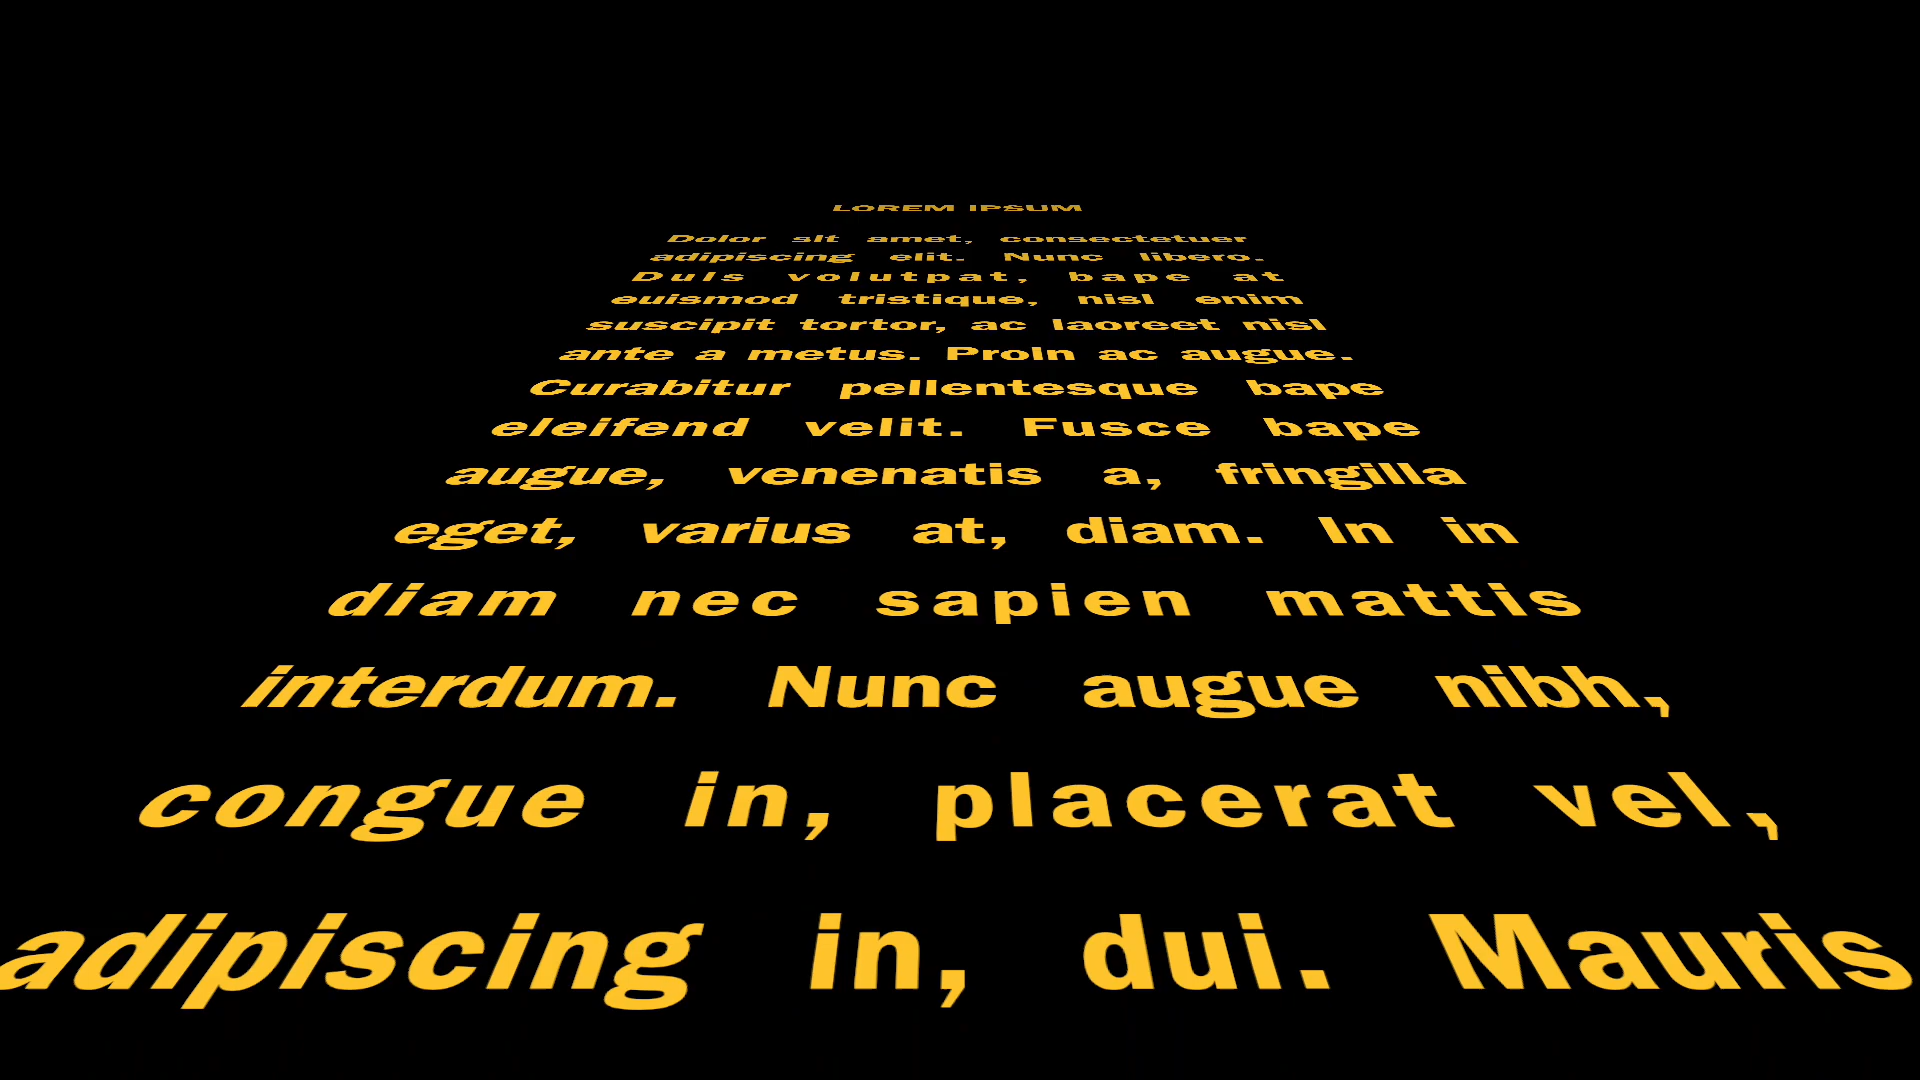 LOREM IPSUM
Dolor sit amet, consectetuer
adipiscing elit. Nunc libero.
Duis volutpat, bape at
euismod tristique, nisl enim
suscipit tortor, ac laoreet nisl
ante a metus. Proin ac augue.
Curabitur pellentesque bape
eleifend velit. Fusce bape
augue, venenatis a, fringilla
eget, varius at, diam. In in
diam nec sapien mattis
interdum. Nunc augue nibh,
congue in, placerat vel,
adipiscing in, dui. Mauris